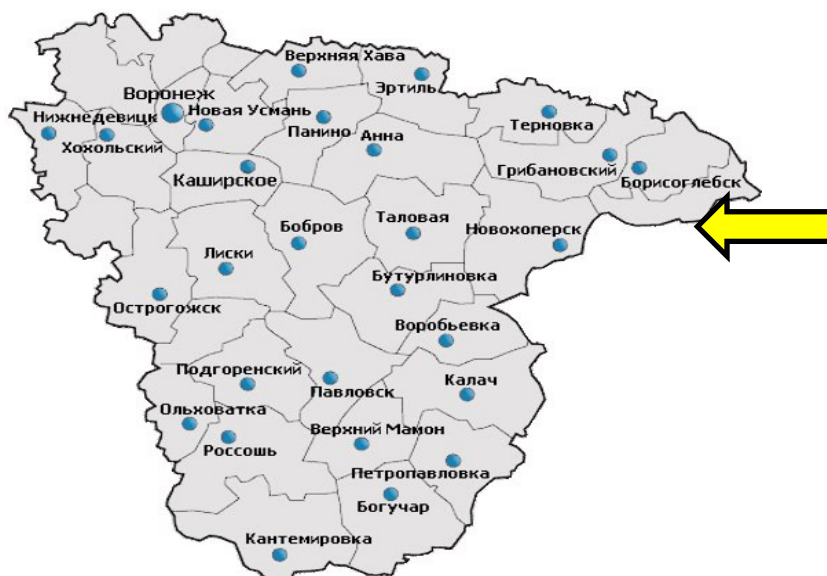 Верхняя Хава
Эртиль
Воронеж
Нижнедевицк
Новая Усмань
Панино
Терновка
Хохольский
Анна
Грибановский
Борисоглебск
Каширское
Бобров
Таловая
Новохоперск
Лиски
Бутурлиновка
Острогожск
Воробьевка
Подгоренский
Павловск
Калач
Ольховатка
Верхний Мамон
Россошь
Петропавловка
Богучар
Кантемировка